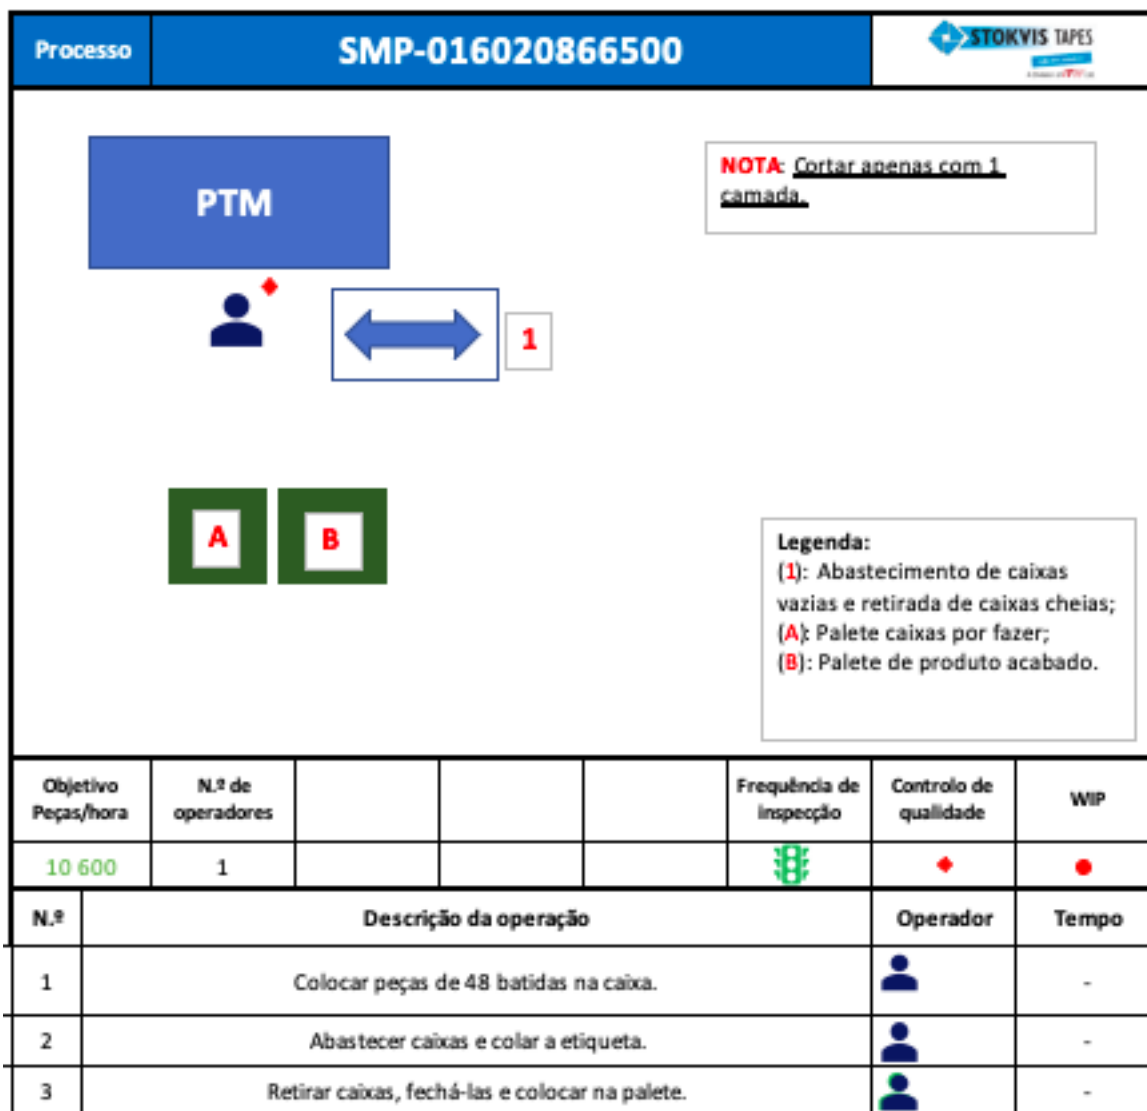 Processo
SMP-016020866500
STOKVIS TAPES
PTM
NOTA: Cortar apenas com 1
camada.
1
A
B
Legenda:
(1): Abastecimento de caixas
vazias e retirada de caixas cheias;
(A): Palete caixas por fazer;
(B): Palete de produto acabado.
Objetivo
Peças/hora
N.º de
operadores
Frequência de
inspecção
Controlo de
qualidade
WIP
10 600
1
N.º
Descrição da operação
Operador
Tempo
1
Colocar peças de 48 batidas na caixa.
-
2
Abastecer caixas e colar a etiqueta.
-
3
Retirar caixas, fechá-las e colocar na palete.
-